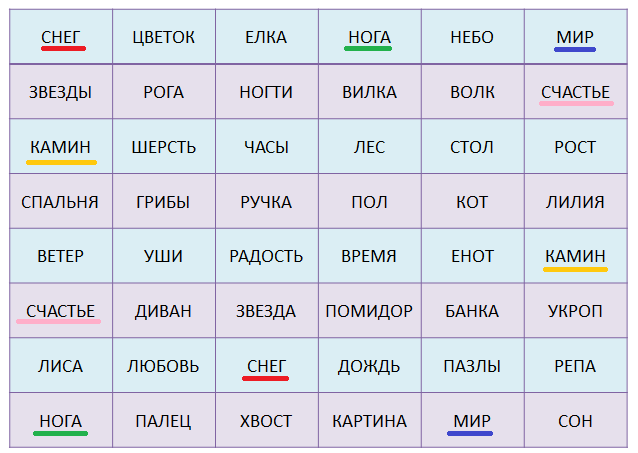 СНЕГ ЦВЕТОК ЕЛКА НОГА НЕБО МИР
ЗВЕЗДЫ РОГА НОГТИ ВИЛКА ВОЛК СЧАСТЬЕ
КАМИН ШЕРСТЬ ЧАСЫ ЛЕС СТОЛ РОСТ
СПАЛЬНЯ ГРИБЫ РУЧКА ПОЛ КОТ ЛИЛИЯ
ВЕТЕР УШИ РАДОСТЬ ВРЕМЯ ЕНОТ КАМИН
СЧАСТЬЕ ДИВАН ЗВЕЗДА ПОМИДОР БАНКА УКРОП
ЛИСА ЛЮБОВЬ СНЕГ ДОЖДЬ ПАЗЛЫ РЕПА
НОГА ПАЛЕЦ ХВОСТ КАРТИНА МИР СОН